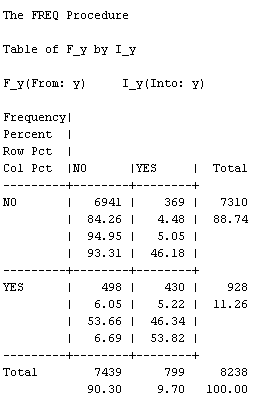 The FREQ Procedure
Table of F_y by I_y
F_y(From: y)     I_y(Into: y)
Frequency|
Percent  |
Row Pct  |
Col Pct  |NO      |YES     |  Total
---------+--------+--------+
NO       |   6941 |    369 |   7310
         |  84.26 |   4.48 |  88.74
         |  94.95 |   5.05 |
         |  93.31 |  46.18 |
---------+--------+--------+
YES      |    498 |    430 |    928
         |   6.05 |   5.22 |  11.26
         |  53.66 |  46.34 |
         |   6.69 |  53.82 |
---------+--------+--------+
Total        7439      799     8238
            90.30     9.70   100.00